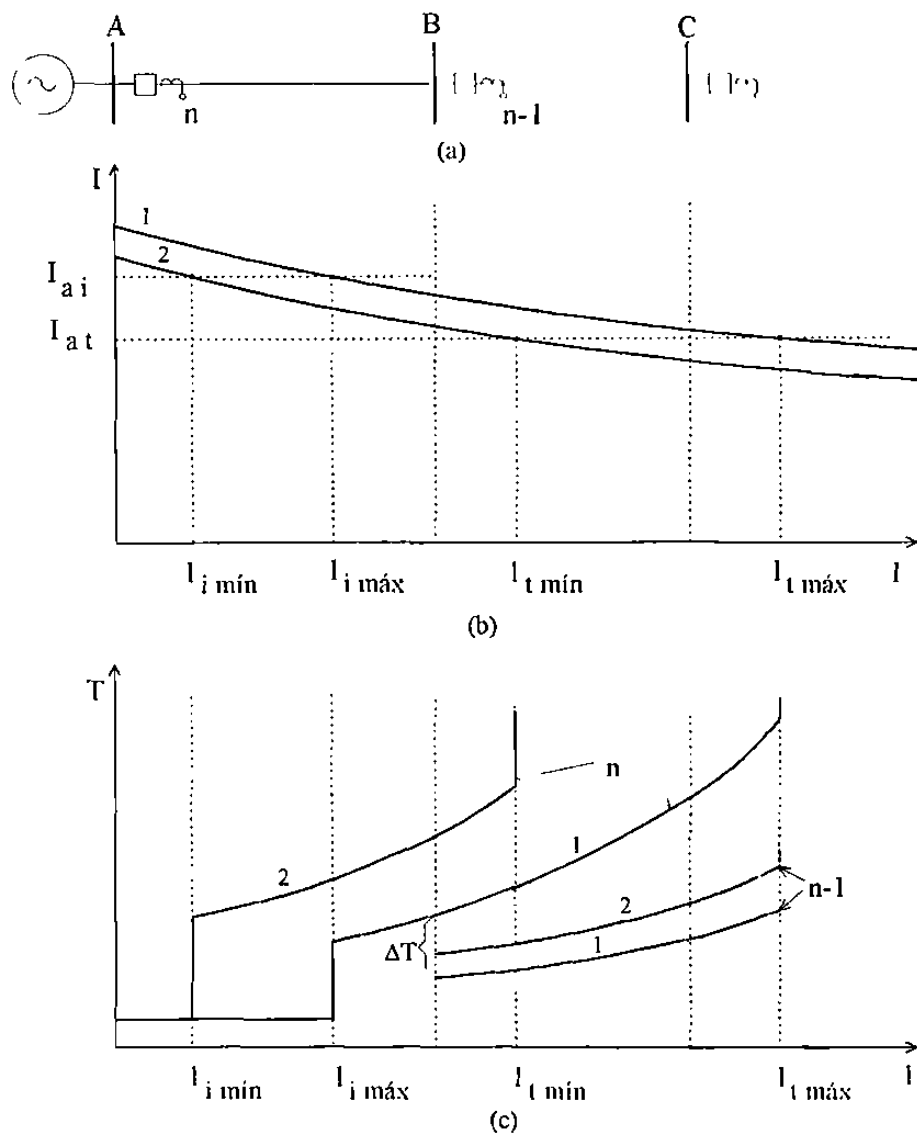 A B C
n n-1
(a)
I
1
2
I a i
I a t
l i mín l i máx l t mín l t máx l
(b)
T
n
1
2
2
n-1
1
ΔT
l i mín l i máx l t mín l t máx l
(c)